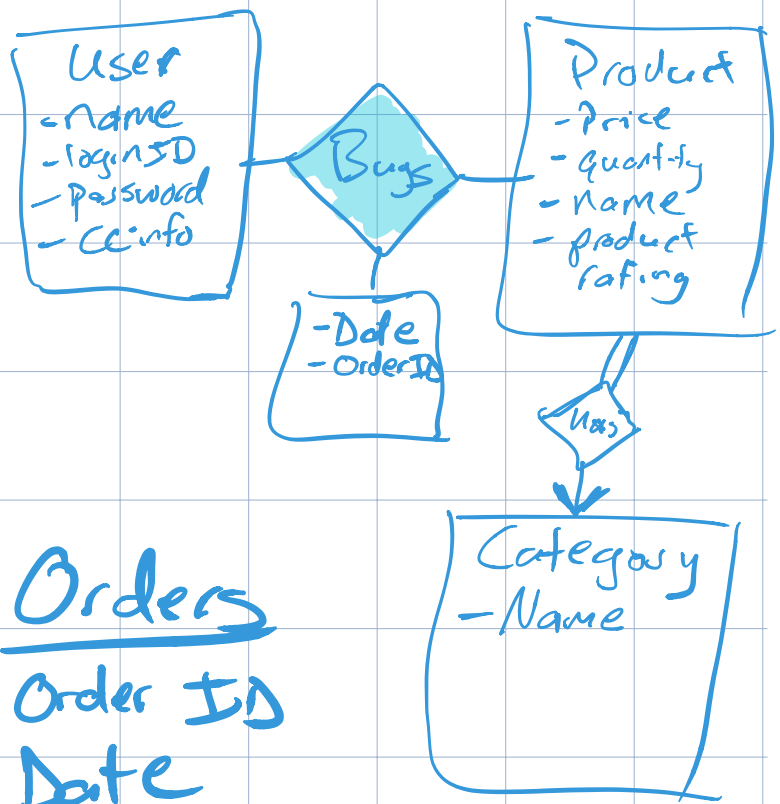 User
-name
-loginID
-password
-CCinfo
Buys
Product
-Price
-quantity
-name
-product
rating
-Date
-OrderID
has
Category
-Name
Orders
Order ID
Date